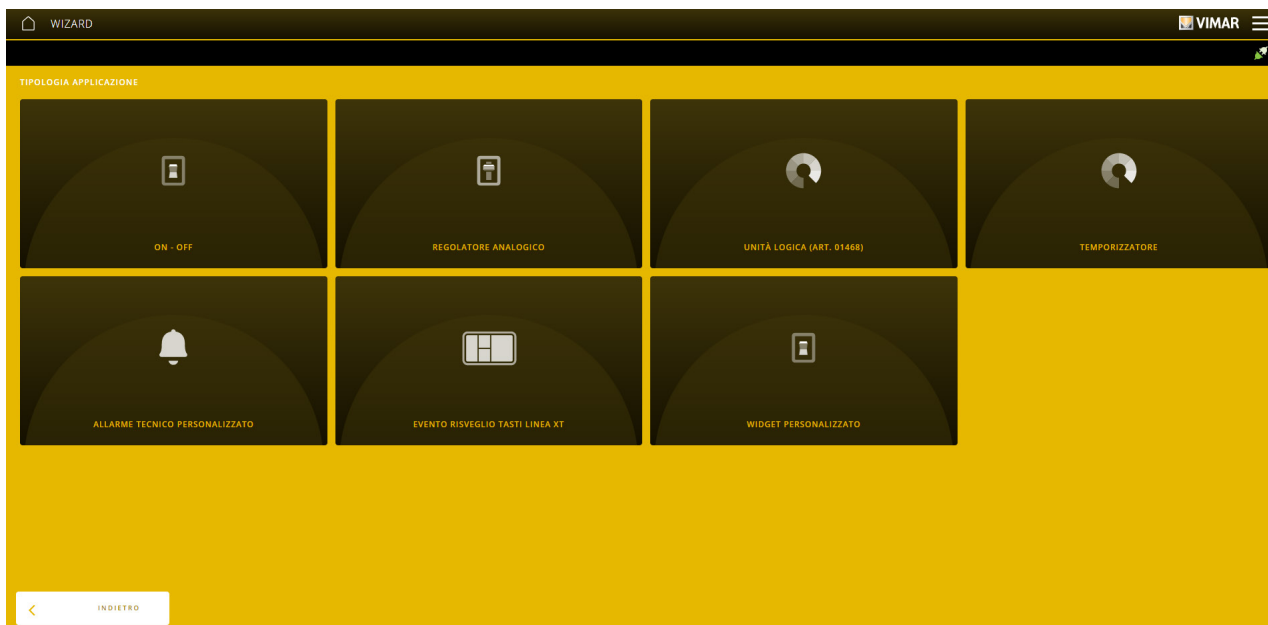 WIZARD
VIMAR
TIPOLOGIA APPLICAZIONE
ON - OFF
REGOLATORE ANALOGICO
UNITÀ LOGICA (ART. 01468)
TEMPORIZZATORE
ALLARME TECNICO PERSONALIZZATO
EVENTO RISVEGLIO TASTI LINEA XT
WIDGET PERSONALIZZATO
INDIETRO